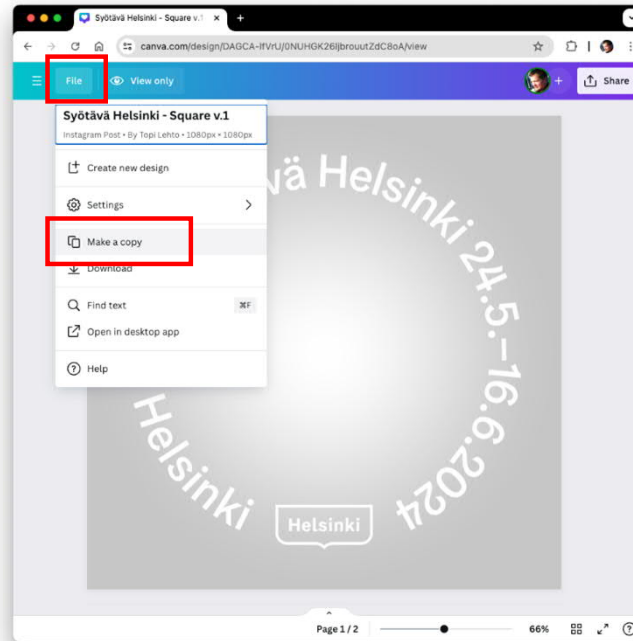 Syötävä Helsinki - Square v.1
canva.com/design/DAGCA-lfVrU/0NUHGK26ljbrouutZdC8oA/view
File
View only
Share
Syötävä Helsinki - Square v.1
Instagram Post • By Topi Lehto • 1080px × 1080px
Create new design
Settings
Make a copy
Download
Find text
⌘F
Open in desktop app
Help
vä Helsinki 24.5.–16.6.2024
Helsinki
Helsinki
Page 1 / 2
66%